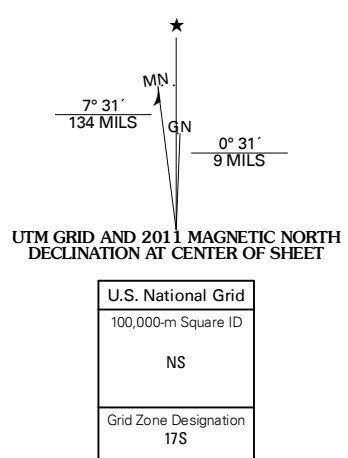 ★
MN
7° 31´
134 MILS
GN
0° 31´
9 MILS
UTM GRID AND 2011 MAGNETIC NORTH
DECLINATION AT CENTER OF SHEET
U.S. National Grid
100,000-m Square ID
NS
Grid Zone Designation
17S